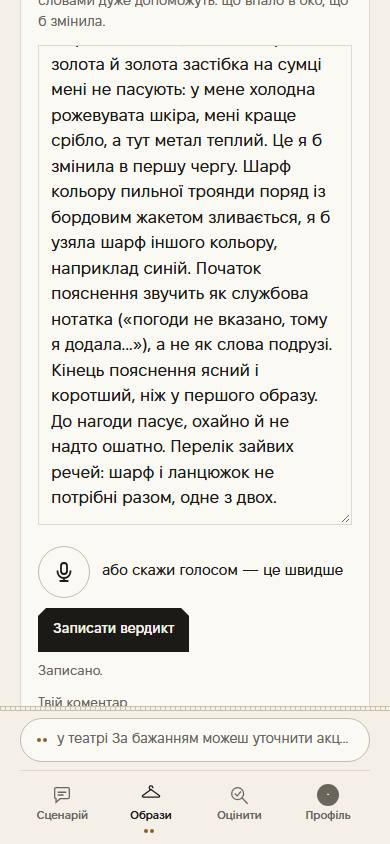 словами дуже допоможуть: що впало в око, що
б змінила.
золота й золота застібка на сумці
мені не пасують: у мене холодна
рожевувата шкіра, мені краще
срібло, а тут метал теплий. Це я б
змінила в першу чергу. Шарф
кольору пильної троянди поряд із
бордовим жакетом зливається, я б
узяла шарф іншого кольору,
наприклад синій. Початок
пояснення звучить як службова
нотатка («погоди не вказано, тому
я додала...»), а не як слова подрузі.
Кінець пояснення ясний і
коротший, ніж у першого образу.
До нагоди пасує, охайно й не
надто ошатно. Перелік зайвих
речей: шарф і ланцюжок не
потрібні разом, одне з двох.
або скажи голосом — це швидше
Записати вердикт
Записано.
Твій коментар
у театрі За бажанням можеш уточнити акц...
Сценарій
Образи
Оцінити
Профіль